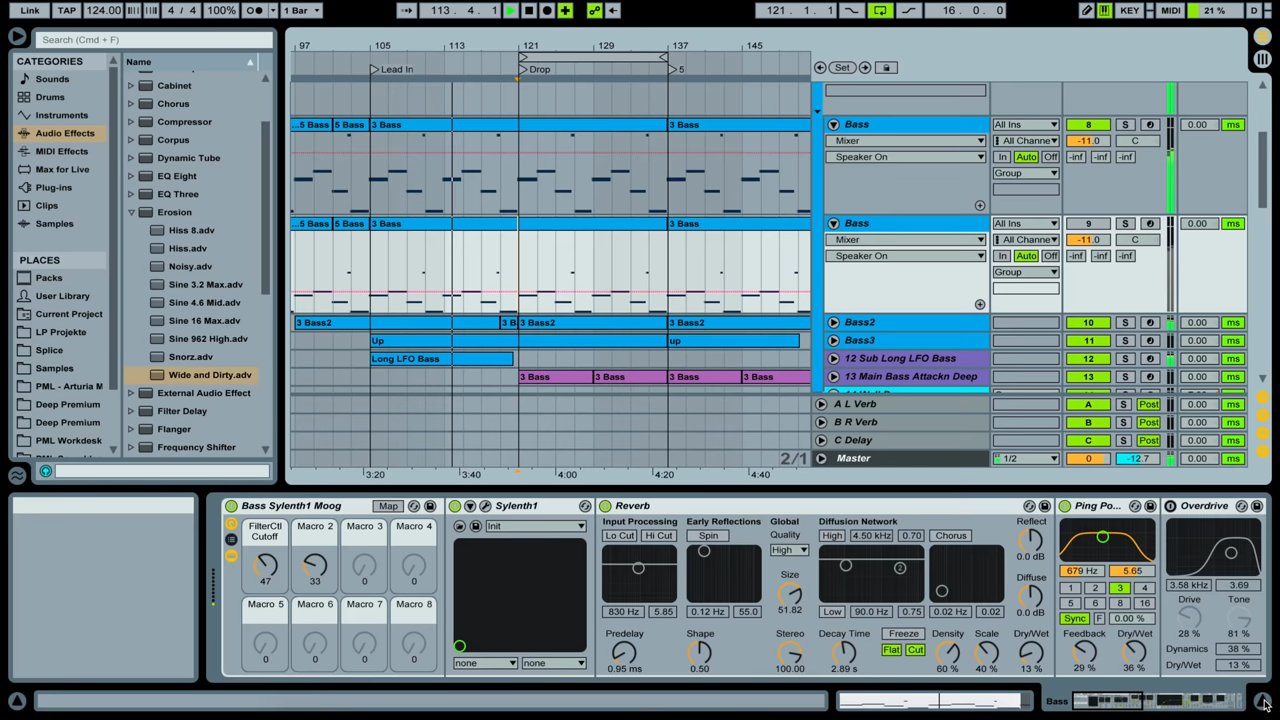 Link TAP 124.00 4 / 4 100% 1 Bar 113. 4. 1 121. 1. 1 16. 0. 0 KEY MIDI 21 % D
Search (Cmd + F)
CATEGORIES
Sounds
Drums
Instruments
Audio Effects
MIDI Effects
Max for Live
Plug-ins
Clips
Samples
PLACES
Packs
User Library
Current Project
LP Projekte
Splice
Samples
PML - Arturia M
Deep Premium
Deep Premium
PML Workdesk
Name
Cabinet
Chorus
Compressor
Corpus
Dynamic Tube
EQ Eight
EQ Three
Erosion
Hiss 8.adv
Hiss.adv
Noisy.adv
Sine 3.2 Max.adv
Sine 4.6 Mid.adv
Sine 16 Max.adv
Sine 962 High.adv
Snorz.adv
Wide and Dirty.adv
External Audio Effect
Filter Delay
Flanger
Frequency Shifter
97 105 113 121 129 137 145
Lead In Drop 5 Set
...5 Bass 5 Bass 3 Bass 3 Bass Bass All Ins 8 S 0.00 ms
Mixer All Channe -11.0 C
Speaker On In Auto Off -inf -inf -inf
Group
...5 Bass 5 Bass 3 Bass 3 Bass Bass All Ins 9 S 0.00 ms
Mixer All Channe -11.0 C
Speaker On In Auto Off -inf -inf -inf
Group
3 Bass2 3 B 3 Bass2 3 Bass2 Bass2 10 S 0.00 ms
Up up Bass3 11 S 0.00 ms
Long LFO Bass 12 Sub Long LFO Bass 12 S 0.00 ms
3 Bass 3 Bass 3 Bass 3 Bass 13 Main Bass Attackn Deep 13 S 0.00 ms
A L Verb A S Post 0.00 ms
B R Verb B S Post 0.00 ms
C Delay C S Post 0.00 ms
2/1 Master 1/2 0 -12.7 0.00 ms
3:20 3:40 4:00 4:20 4:40
Bass Sylenth1 Moog Map
FilterCtl Cutoff Macro 2 Macro 3 Macro 4
47 33 0 0
Macro 5 Macro 6 Macro 7 Macro 8
0 0 0 0
Sylenth1
Init
none none
Reverb
Input Processing Early Reflections Global Diffusion Network Reflect
Lo Cut Hi Cut Spin Quality High 4.50 kHz 0.70 Chorus
High 0.0 dB
Size Diffuse
51.82 0.0 dB
830 Hz 5.85 0.12 Hz 55.0 Low 90.0 Hz 0.75 0.02 Hz 0.02
Predelay Shape Stereo Decay Time Freeze Density Scale Dry/Wet
Flat Cut
0.95 ms 0.50 100.00 2.89 s 60 % 40 % 13 %
Ping Po...
679 Hz 5.65
1 2 3 4
5 6 8 16
Sync F 0.00 %
Feedback Dry/Wet
29 % 36 %
Overdrive
3.58 kHz 3.69
Drive Tone
28 % 81 %
Dynamics 38 %
Dry/Wet 13 %
Bass